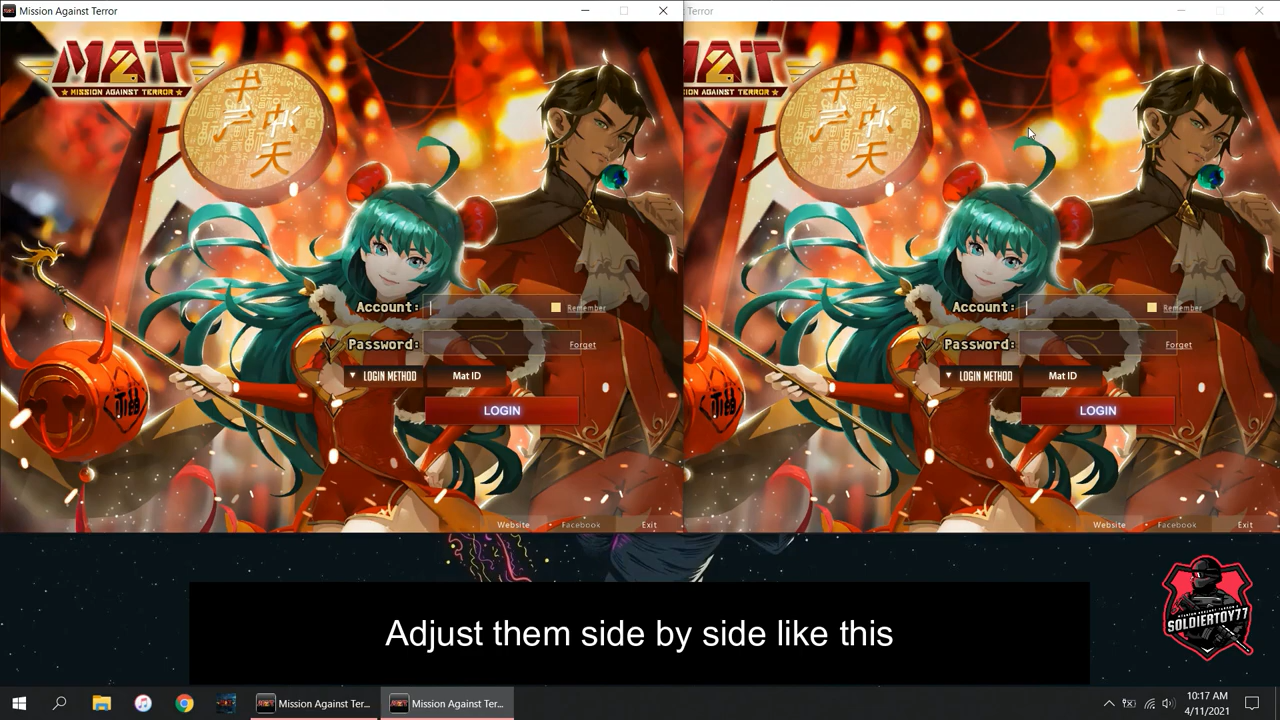 Mission Against Terror
t Terror
MAT
MISSION AGAINST TERROR
MAT
MISSION AGAINST TERROR
Account:
Remember
Password:
Forget
LOGIN METHOD
Mat ID
LOGIN
Website
Facebook
Exit
Account:
Remember
Password:
Forget
LOGIN METHOD
Mat ID
LOGIN
Website
Facebook
Exit
Adjust them side by side like this
SOLDIERTOY77
Mission Against Ter...
Mission Against Ter...
10:17 AM
4/11/2021